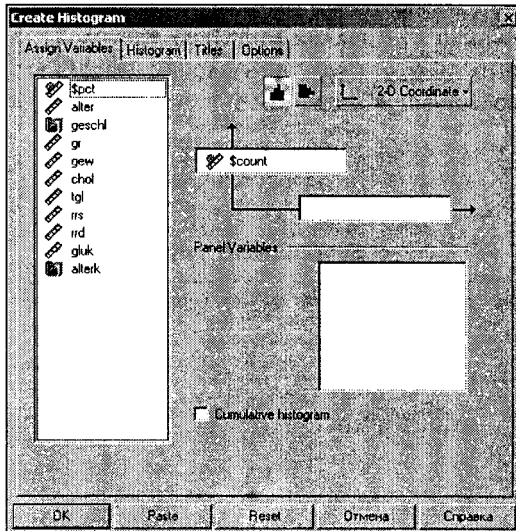 Create Histogram
Assign Variables Histogram Titles Options
$pct
alter
geschl
gr
gew
chol
tgl
rrs
rrd
gluk
alterk
2-D Coordinate
$count
Panel Variables
Cumulative histogram
OK Paste Reset Отмена Справка